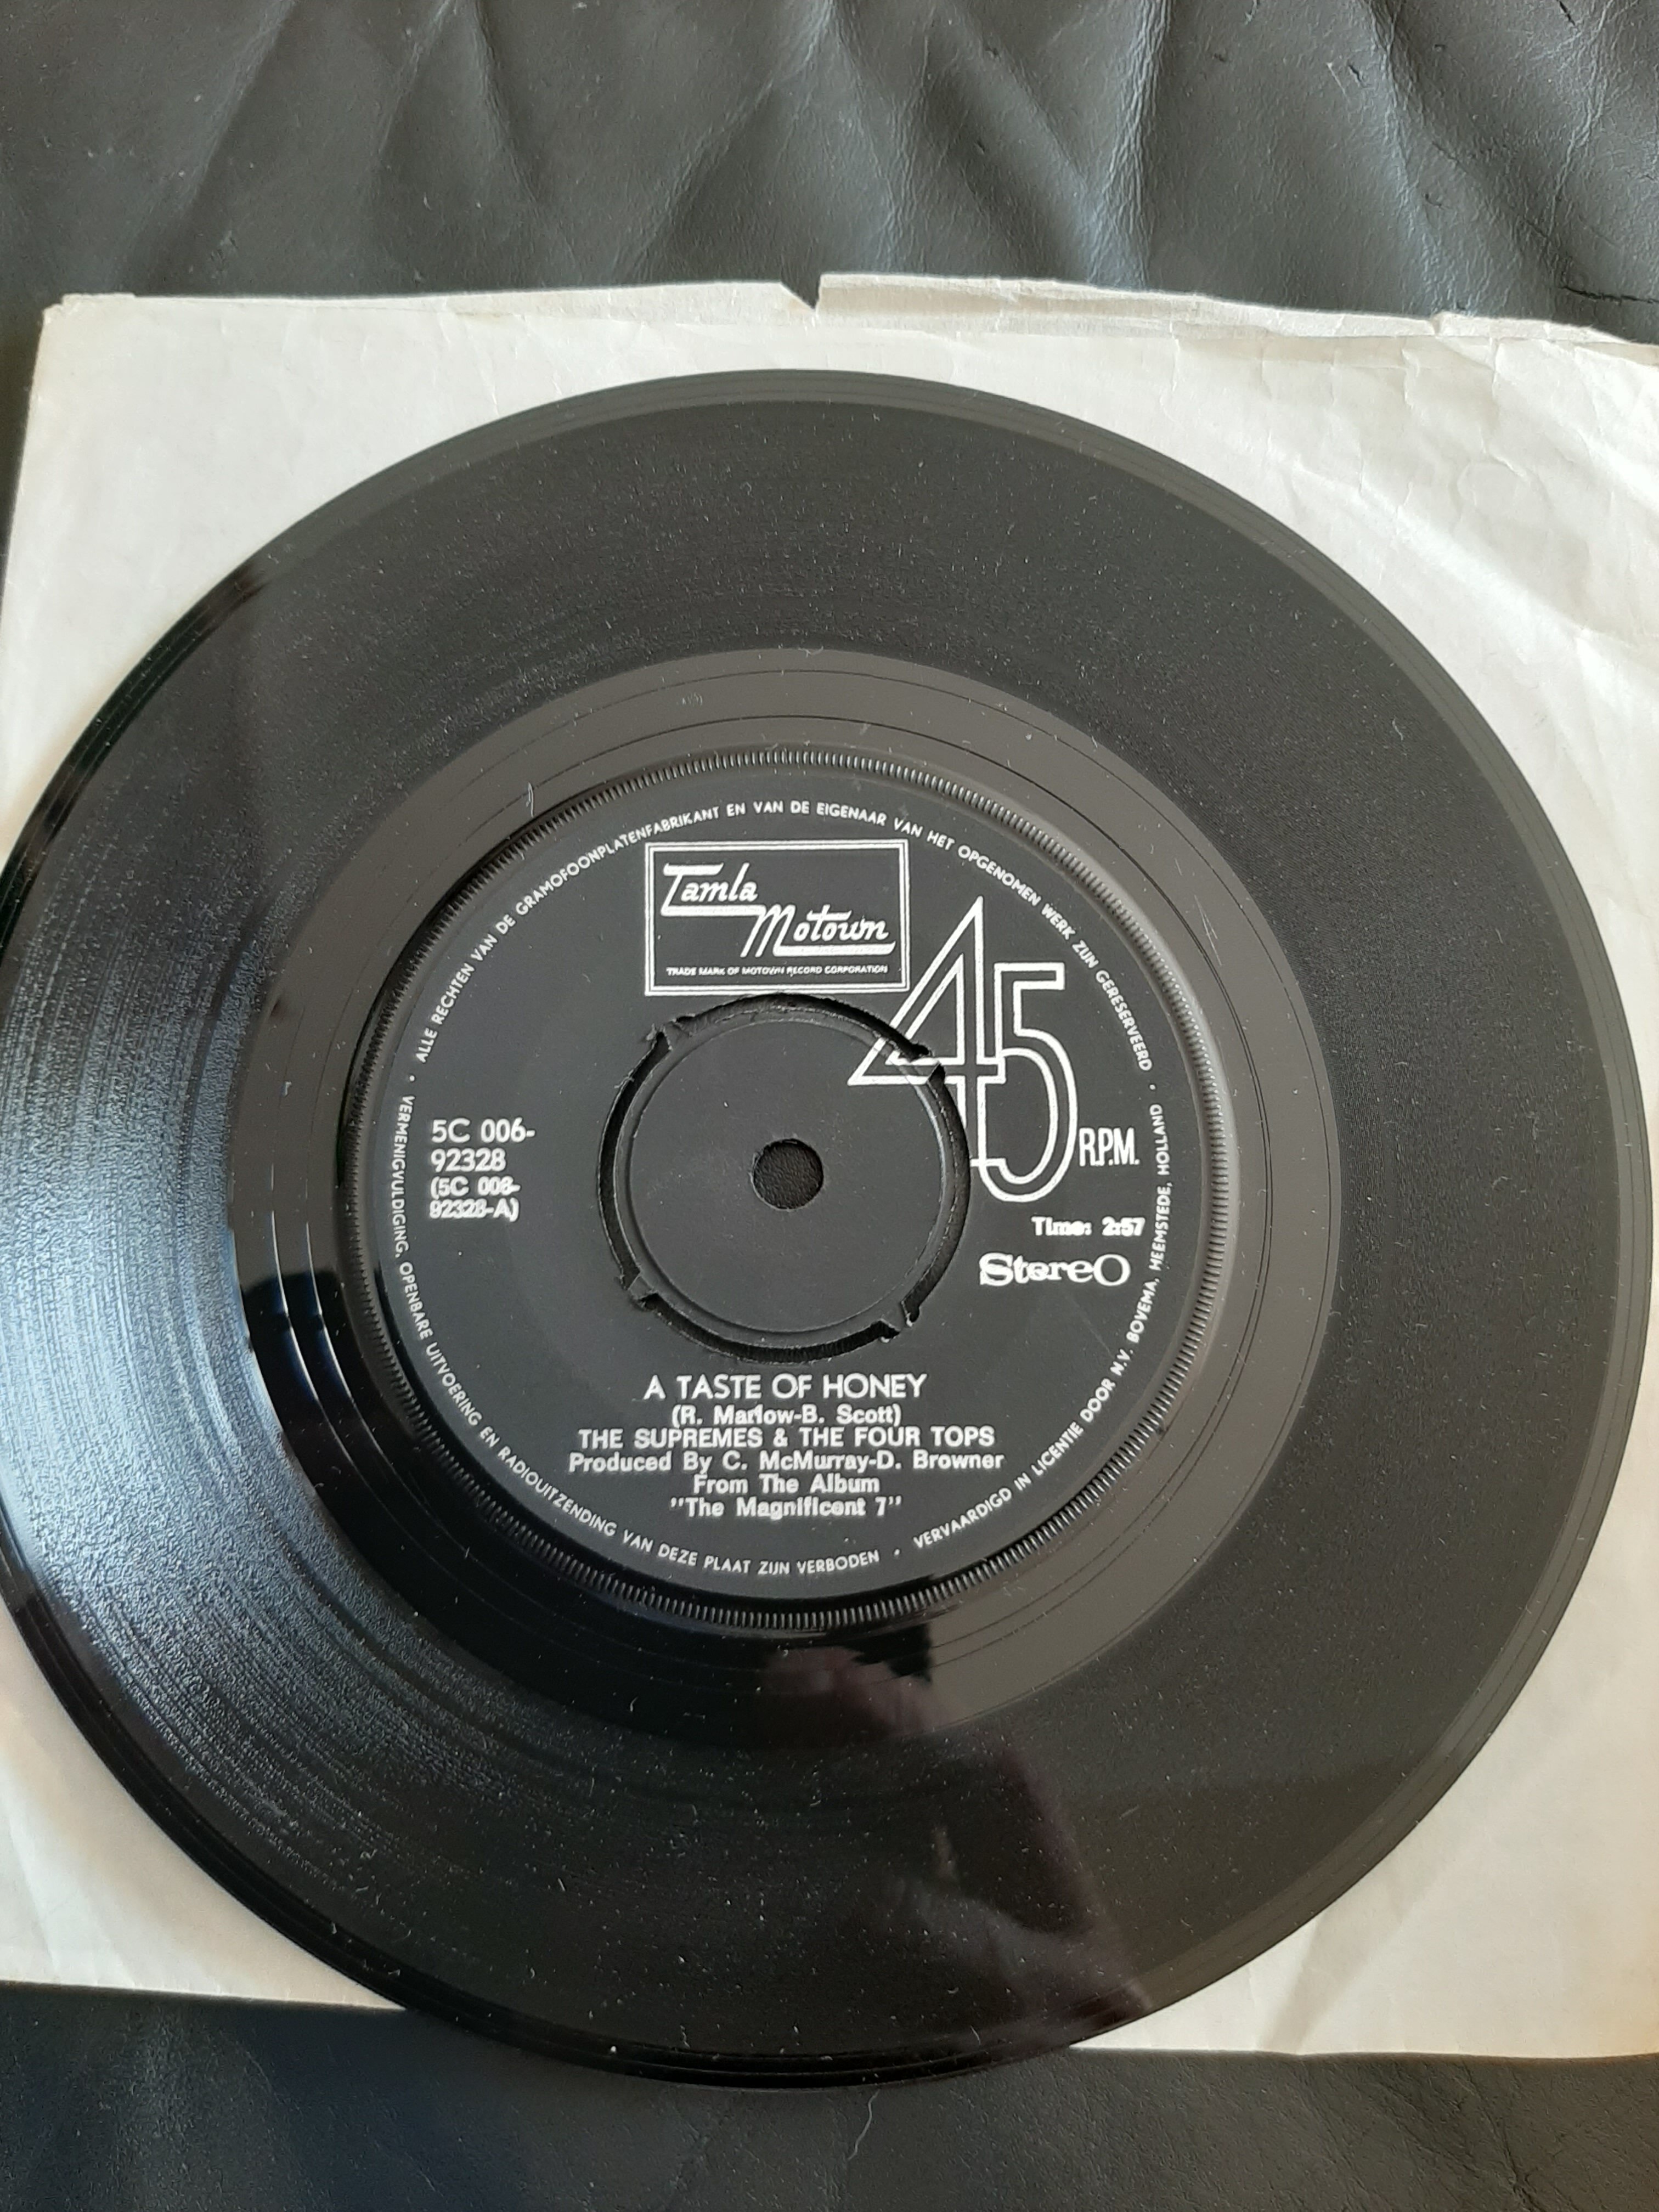 ALLE RECHTEN VAN DE GRAMOFOONPLATENFABRIKANT EN VAN DE EIGENAAR VAN HET OPGENOMEN WERK ZIJN GERESERVEERD •
Tamla
Motown
TRADE MARK OF MOTOWN RECORD CORPORATION
45
R.P.M.
5C 006-
92328
(5C 006-
92328-A)
Time: 2:57
Stereo
A TASTE OF HONEY
(R. Marlow-B. Scott)
THE SUPREMES & THE FOUR TOPS
Produced By C. McMurray-D. Browner
From The Album
"The Magnificent 7"
VERVAARDIGD IN LICENTIE DOOR N.V. BOVEMA, HEEMSTEDE, HOLLAND
• VERMENIGVULDIGING, OPENBARE UITVOERING EN RADIOUITZENDING VAN DEZE PLAAT ZIJN VERBODEN •